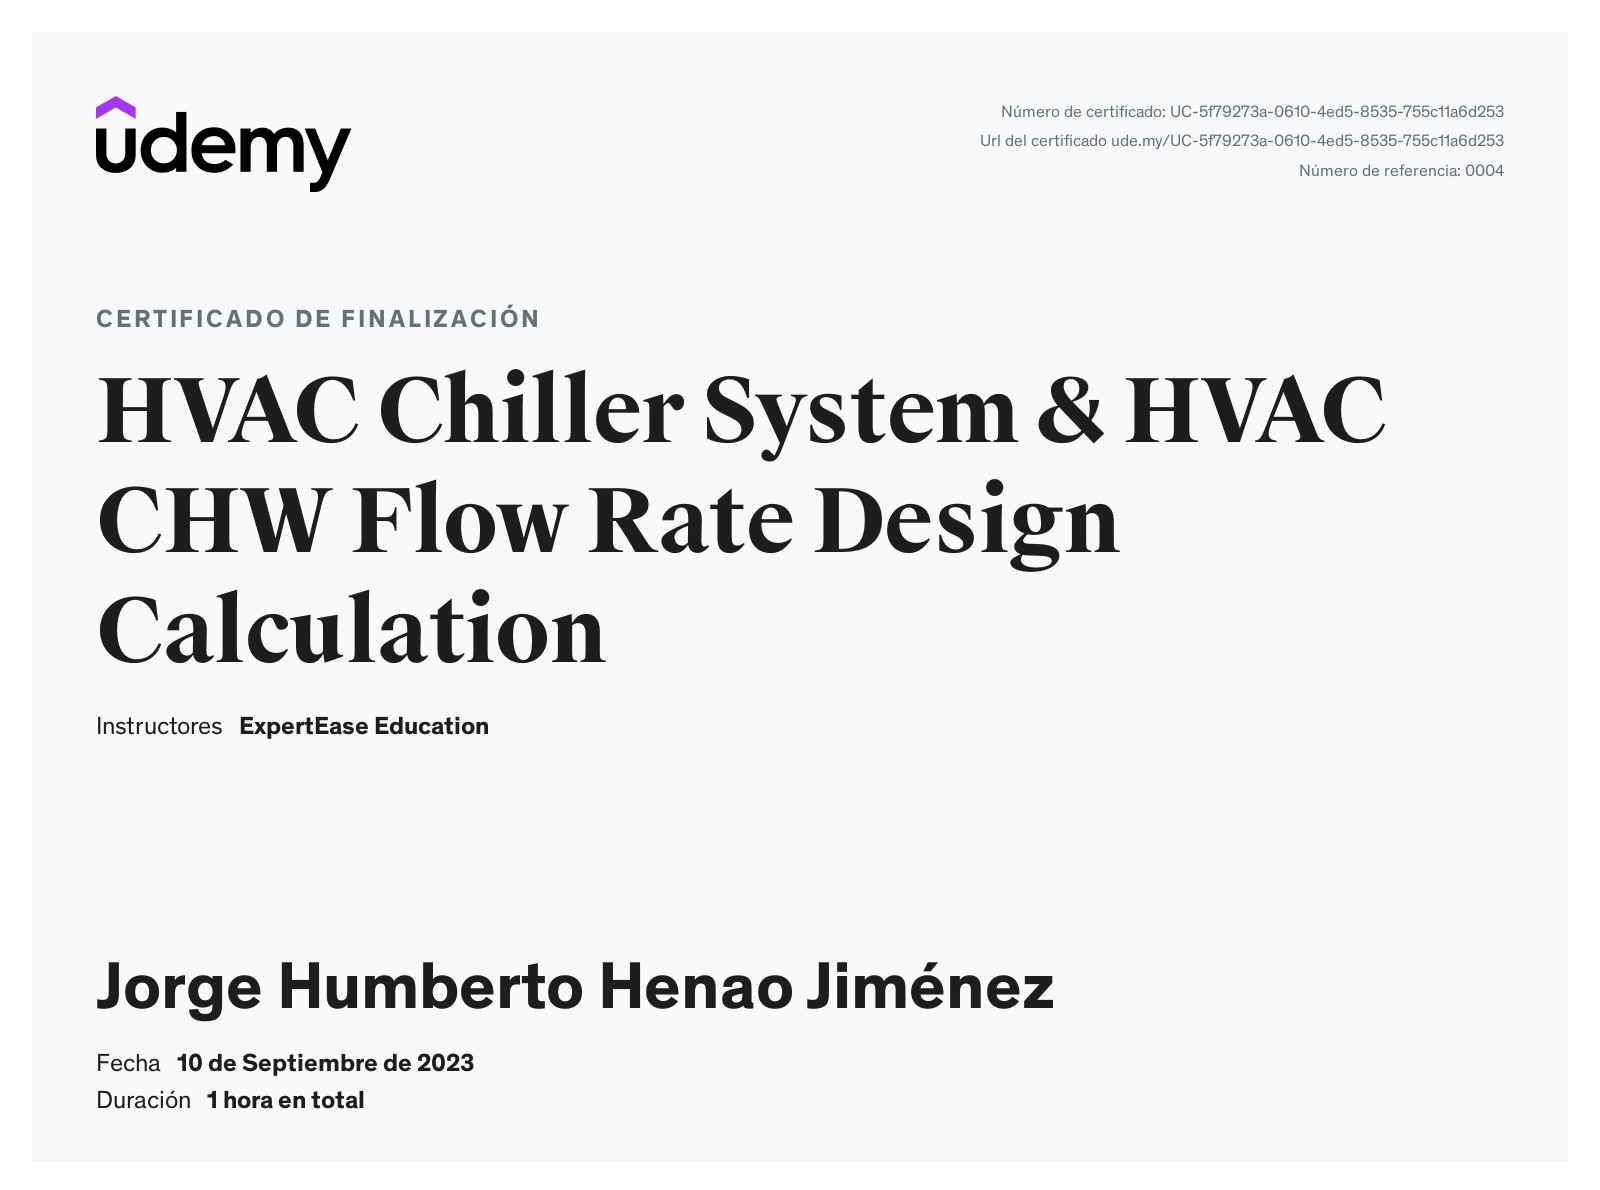 udemy
Número de certificado: UC-5f79273a-0610-4ed5-8535-755c11a6d253
Url del certificado ude.my/UC-5f79273a-0610-4ed5-8535-755c11a6d253
Número de referencia: 0004
CERTIFICADO DE FINALIZACIÓN
HVAC Chiller System & HVAC
CHW Flow Rate Design
Calculation
Instructores ExpertEase Education
Jorge Humberto Henao Jiménez
Fecha 10 de Septiembre de 2023
Duración 1 hora en total